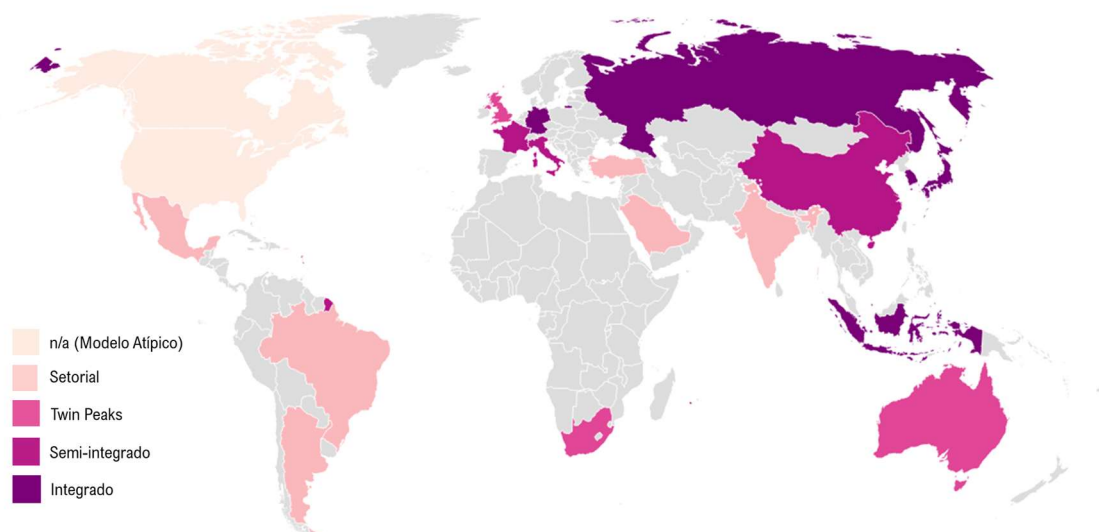 n/a (Modelo Atípico)
Setorial
Twin Peaks
Semi-integrado
Integrado